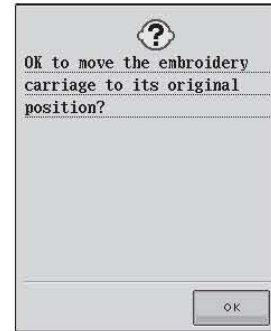 ?
OK to move the embroidery
carriage to its original
position?
OK